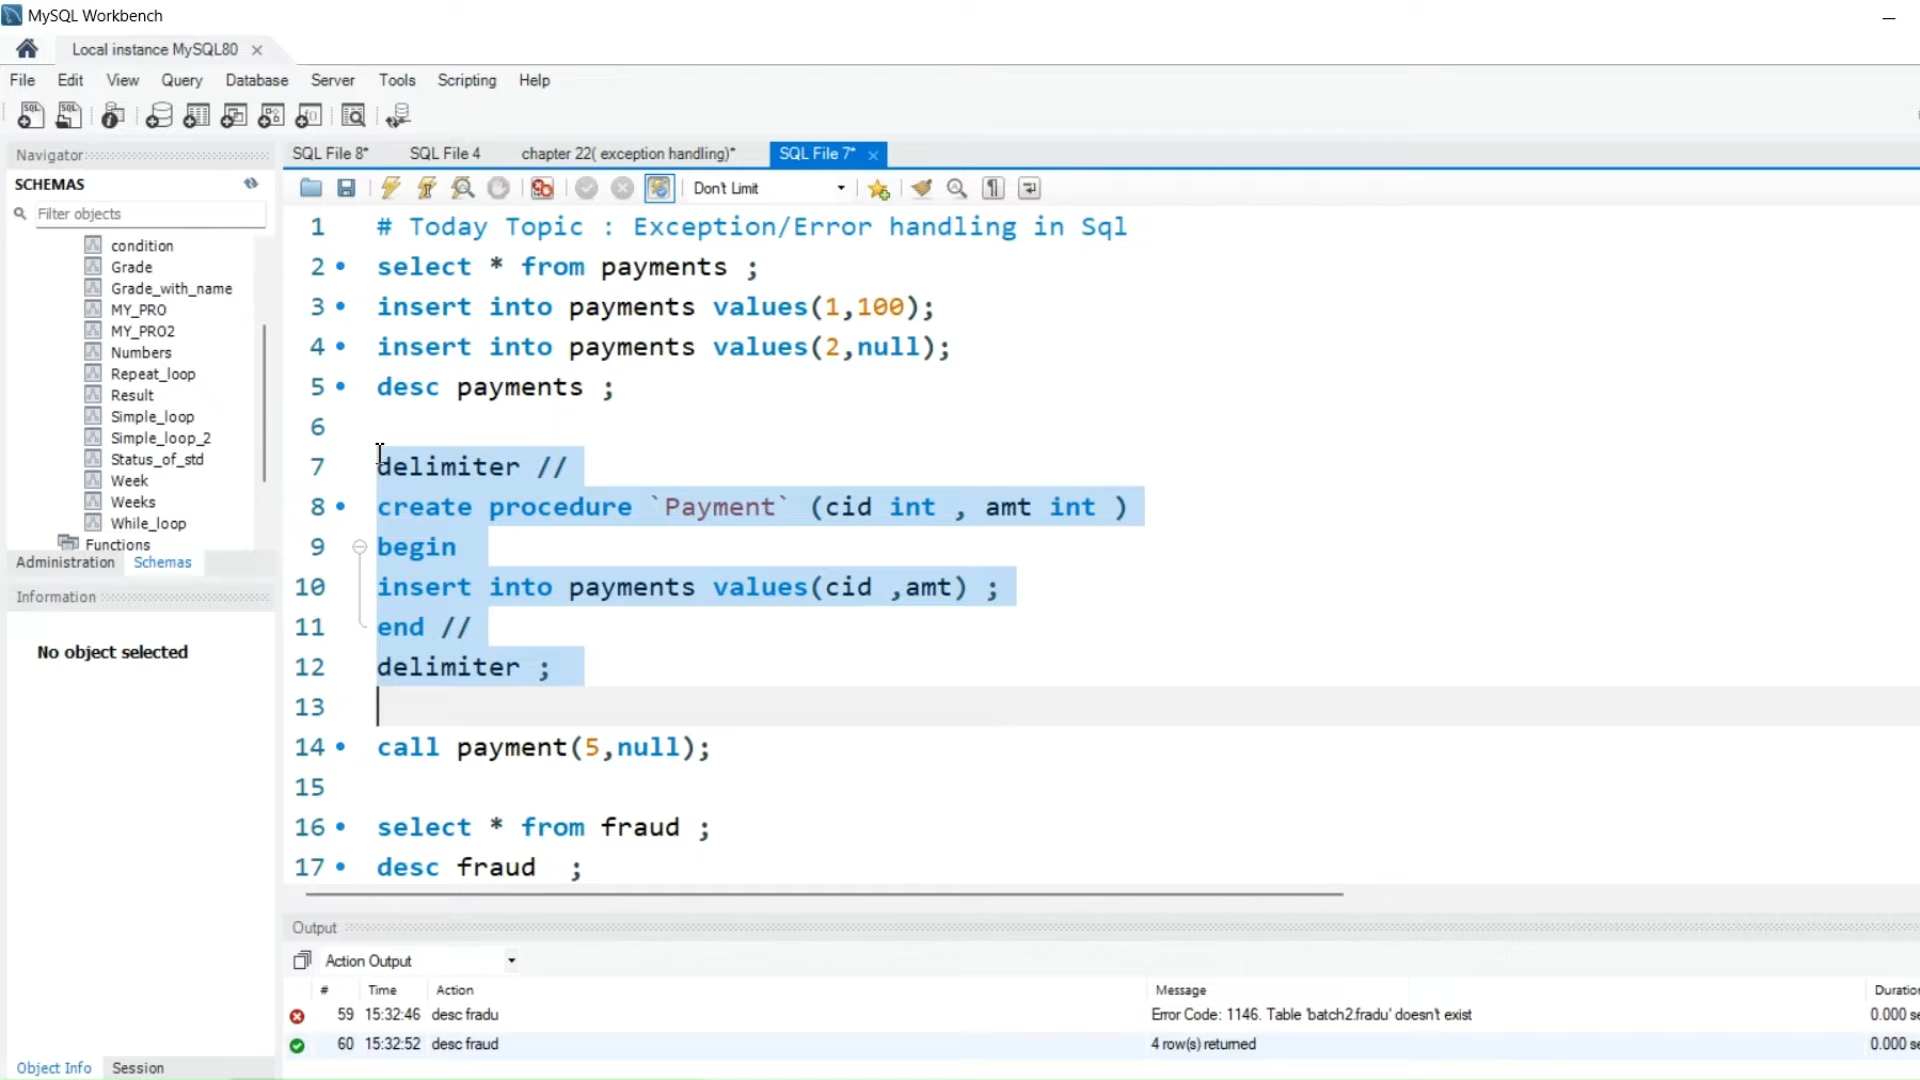 MySQL Workbench
Local instance MySQL80
File Edit View Query Database Server Tools Scripting Help
Navigator
SCHEMAS
Filter objects
condition
Grade
Grade_with_name
MY_PRO
MY_PRO2
Numbers
Repeat_loop
Result
Simple_loop
Simple_loop_2
Status_of_std
Week
Weeks
While_loop
Functions
Administration Schemas
Information
No object selected
Object Info Session
SQL File 8* SQL File 4 chapter 22( exception handling)* SQL File 7*
Don't Limit
1 # Today Topic : Exception/Error handling in Sql
2 select * from payments ;
3 insert into payments values(1,100);
4 insert into payments values(2,null);
5 desc payments ;
6
7 delimiter //
8 create procedure `Payment` (cid int , amt int )
9 begin
10 insert into payments values(cid ,amt) ;
11 end //
12 delimiter ;
13
14 call payment(5,null);
15
16 select * from fraud ;
17 desc fraud ;
Output
Action Output
# Time Action Message Duration
59 15:32:46 desc fradu Error Code: 1146. Table 'batch2.fradu' doesn't exist 0.000 se
60 15:32:52 desc fraud 4 row(s) returned 0.000 se